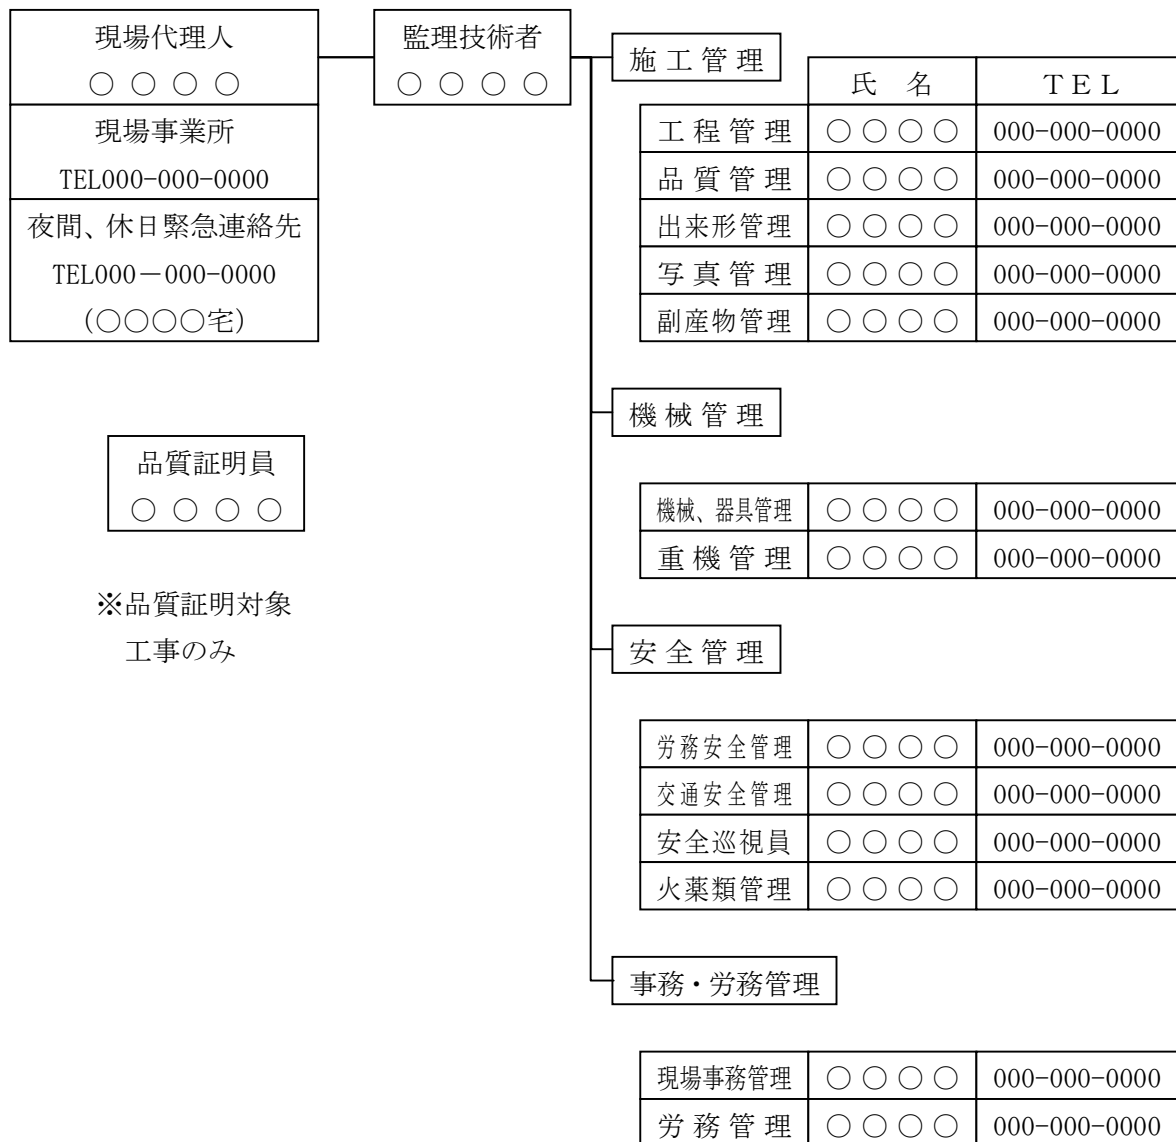 現場代理人
○ ○ ○ ○
現場事業所
TEL000-000-0000
夜間、休日緊急連絡先
TEL000－000-0000
（○○○○宅）
監理技術者
○ ○ ○ ○
品質証明員
○ ○ ○ ○
※品質証明対象
工事のみ
施 工 管 理
氏 名 T E L
工 程 管 理 ○ ○ ○ ○ 000-000-0000
品 質 管 理 ○ ○ ○ ○ 000-000-0000
出来形管理 ○ ○ ○ ○ 000-000-0000
写 真 管 理 ○ ○ ○ ○ 000-000-0000
副産物管理 ○ ○ ○ ○ 000-000-0000
機 械 管 理
機械、器具管理 ○ ○ ○ ○ 000-000-0000
重 機 管 理 ○ ○ ○ ○ 000-000-0000
安 全 管 理
労務安全管理 ○ ○ ○ ○ 000-000-0000
交通安全管理 ○ ○ ○ ○ 000-000-0000
安全巡視員 ○ ○ ○ ○ 000-000-0000
火薬類管理 ○ ○ ○ ○ 000-000-0000
事務・労務管理
現場事務管理 ○ ○ ○ ○ 000-000-0000
労 務 管 理 ○ ○ ○ ○ 000-000-0000